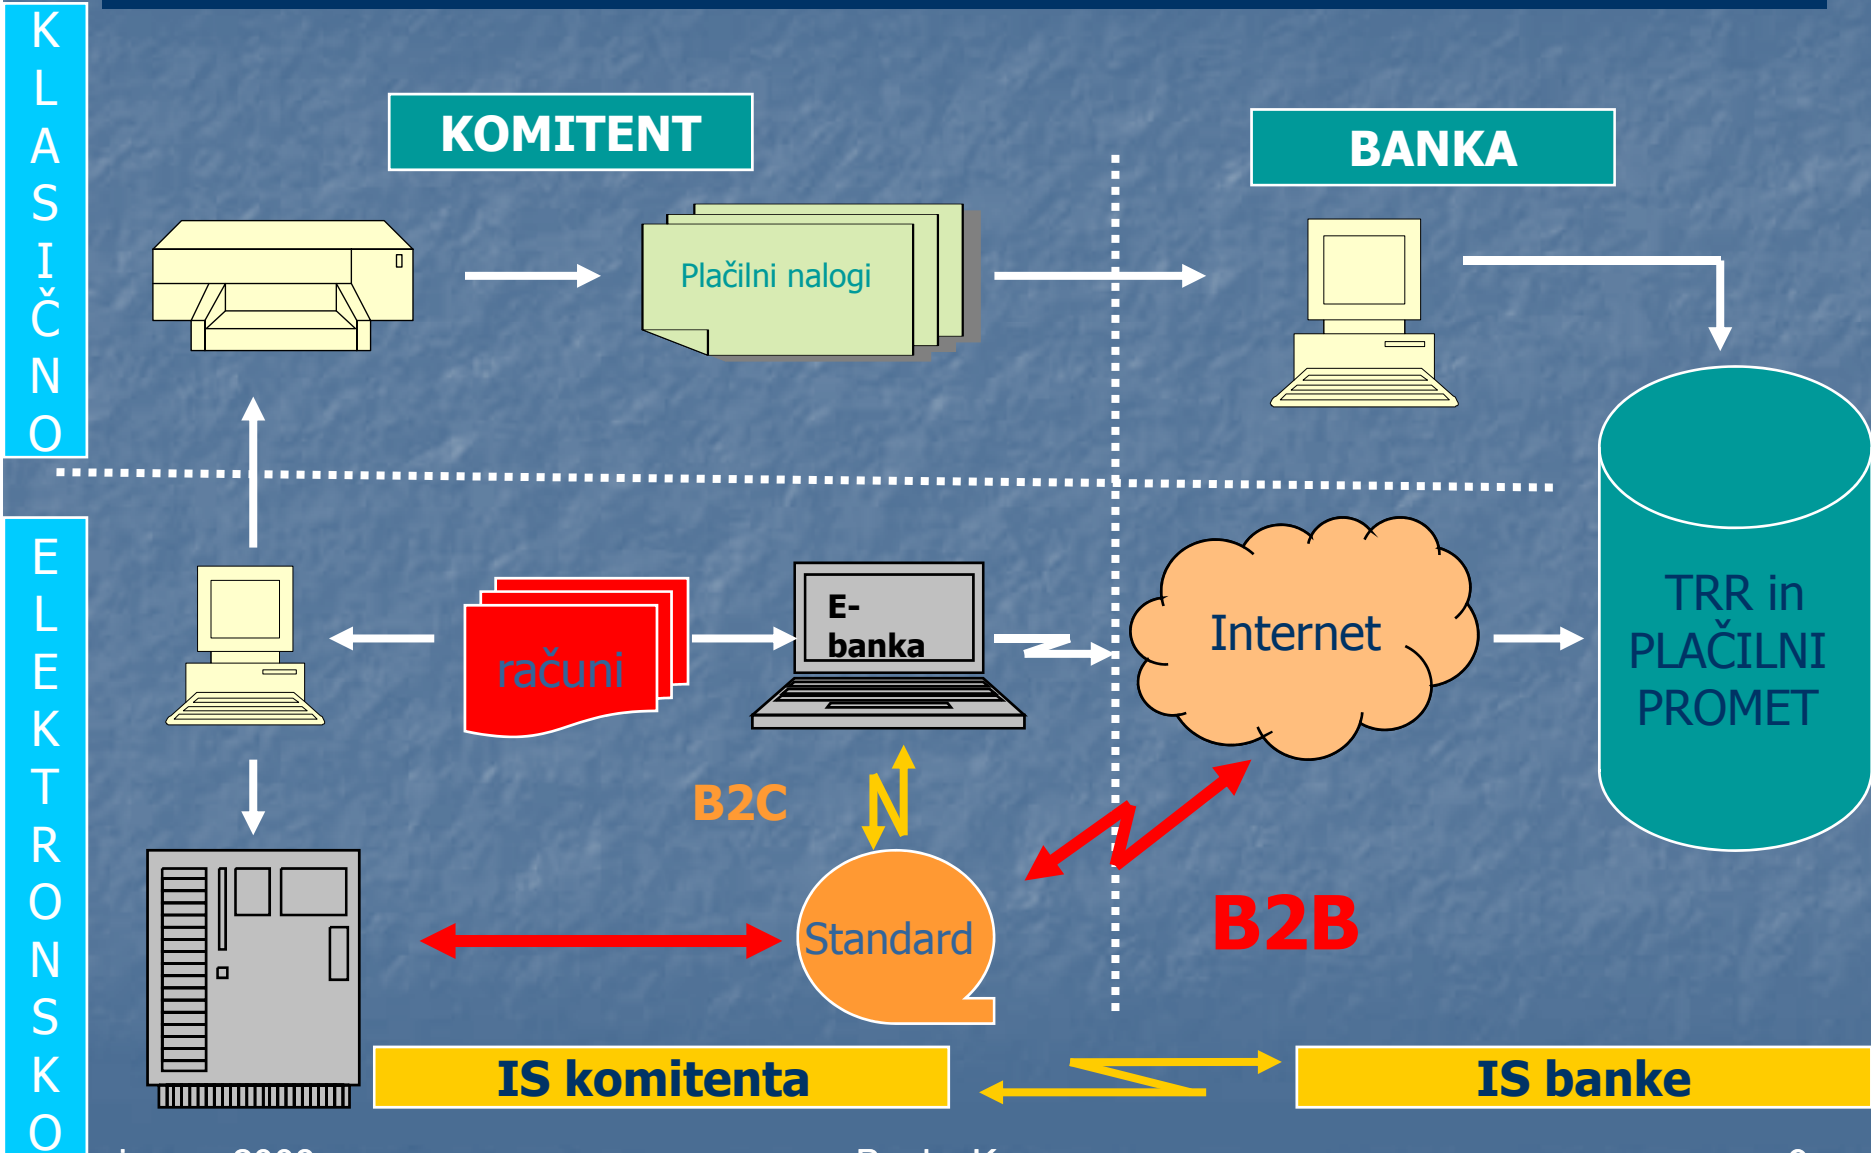 KLASIČNO
KOMITENT
BANKA
Plačilni nalogi
ELEKTRONSKO
računi
E-
banka
Internet
TRR in
PLAČILNI
PROMET
B2C
Standard
B2B
IS komitenta
IS banke